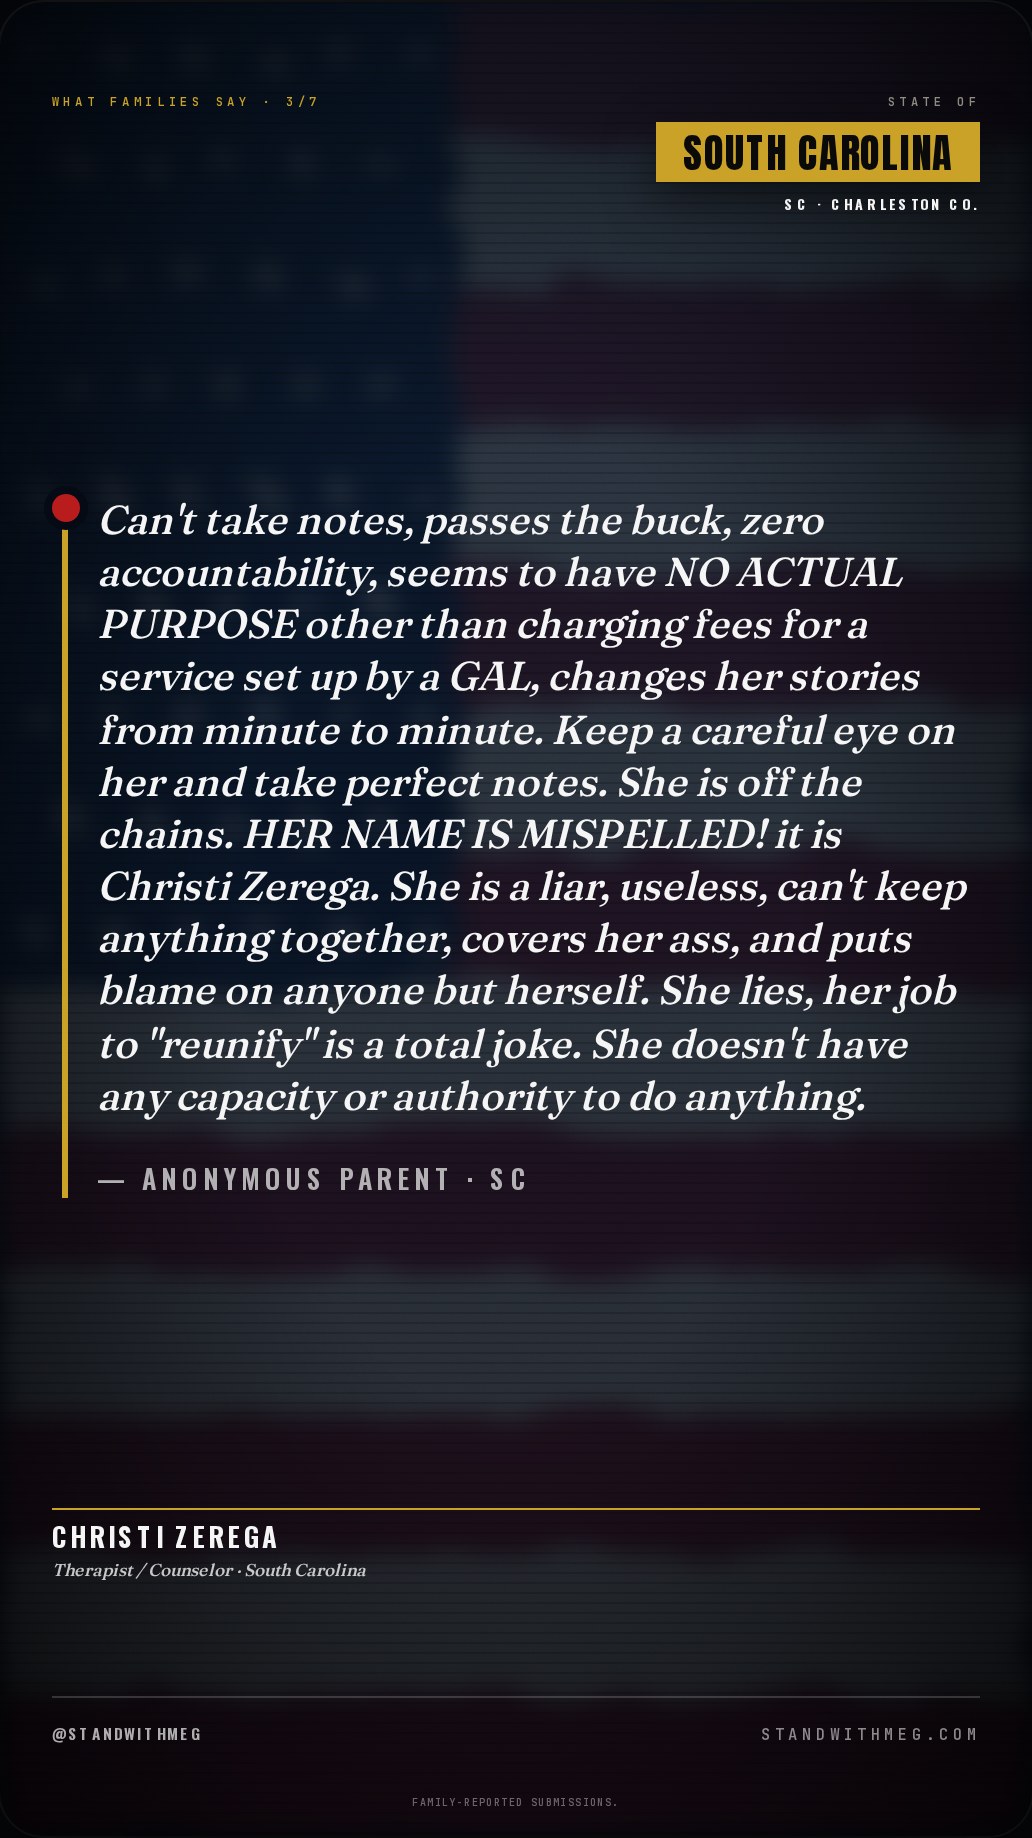 WHAT FAMILIES SAY · 3/7
STATE OF
SOUTH CAROLINA
SC · CHARLESTON CO.
Can't take notes, passes the buck, zero
accountability, seems to have NO ACTUAL
PURPOSE other than charging fees for a
service set up by a GAL, changes her stories
from minute to minute. Keep a careful eye on
her and take perfect notes. She is off the
chains. HER NAME IS MISPELLED! it is
Christi Zerega. She is a liar, useless, can't keep
anything together, covers her ass, and puts
blame on anyone but herself. She lies, her job
to "reunify" is a total joke. She doesn't have
any capacity or authority to do anything.
— ANONYMOUS PARENT · SC
CHRISTI ZEREGA
Therapist / Counselor · South Carolina
@STANDWITHMEG
STANDWITHMEG.COM
FAMILY-REPORTED SUBMISSIONS.